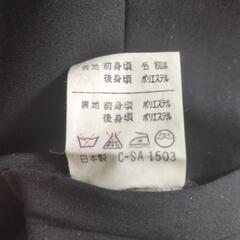 表地 前身頃 毛 100%
後身頃 ポリエステル
裏地 前身頃 ポリエステル
後身頃 ポリエステル
日本製 C-SA 1503